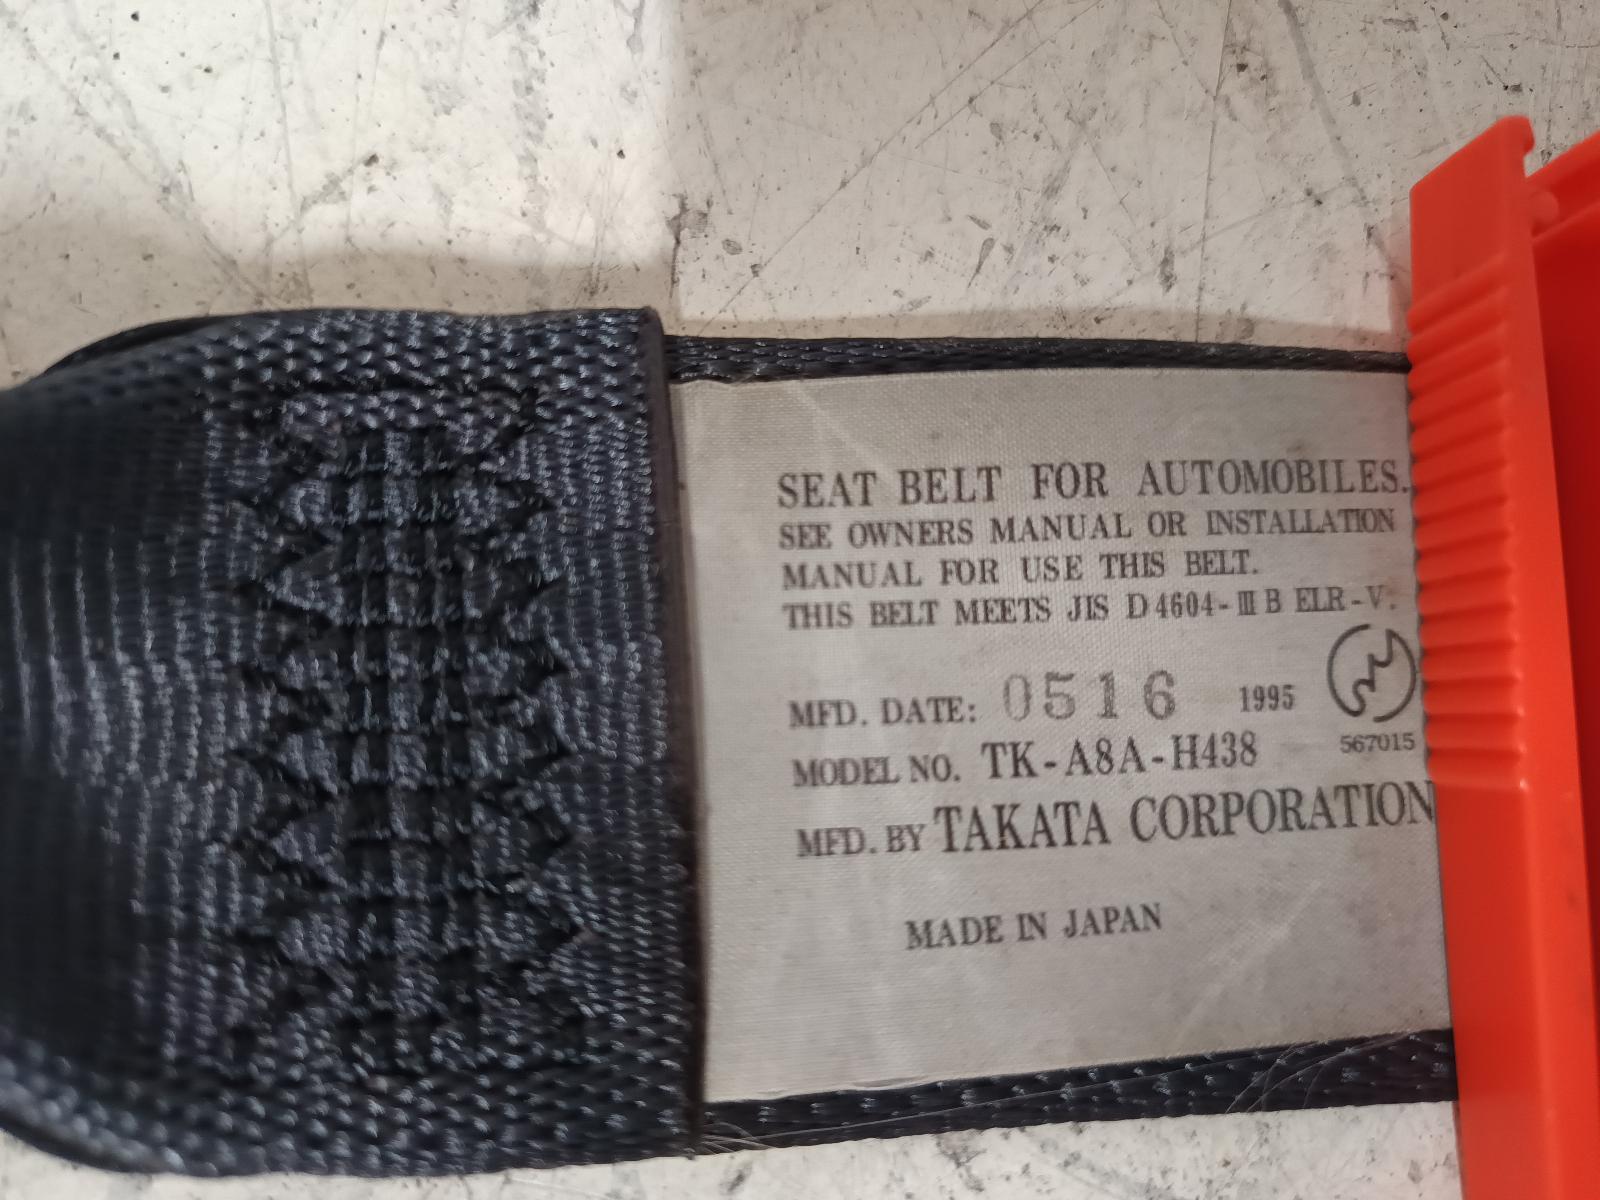 SEAT BELT FOR AUTOMOBILES.
SEE OWNERS MANUAL OR INSTALLATION
MANUAL FOR USE THIS BELT.
THIS BELT MEETS JIS D4604-Ⅲ B ELR-V.
MFD. DATE: 0516 1995
567015
MODEL NO. TK-A8A-H438
MFD. BY TAKATA CORPORATION
MADE IN JAPAN